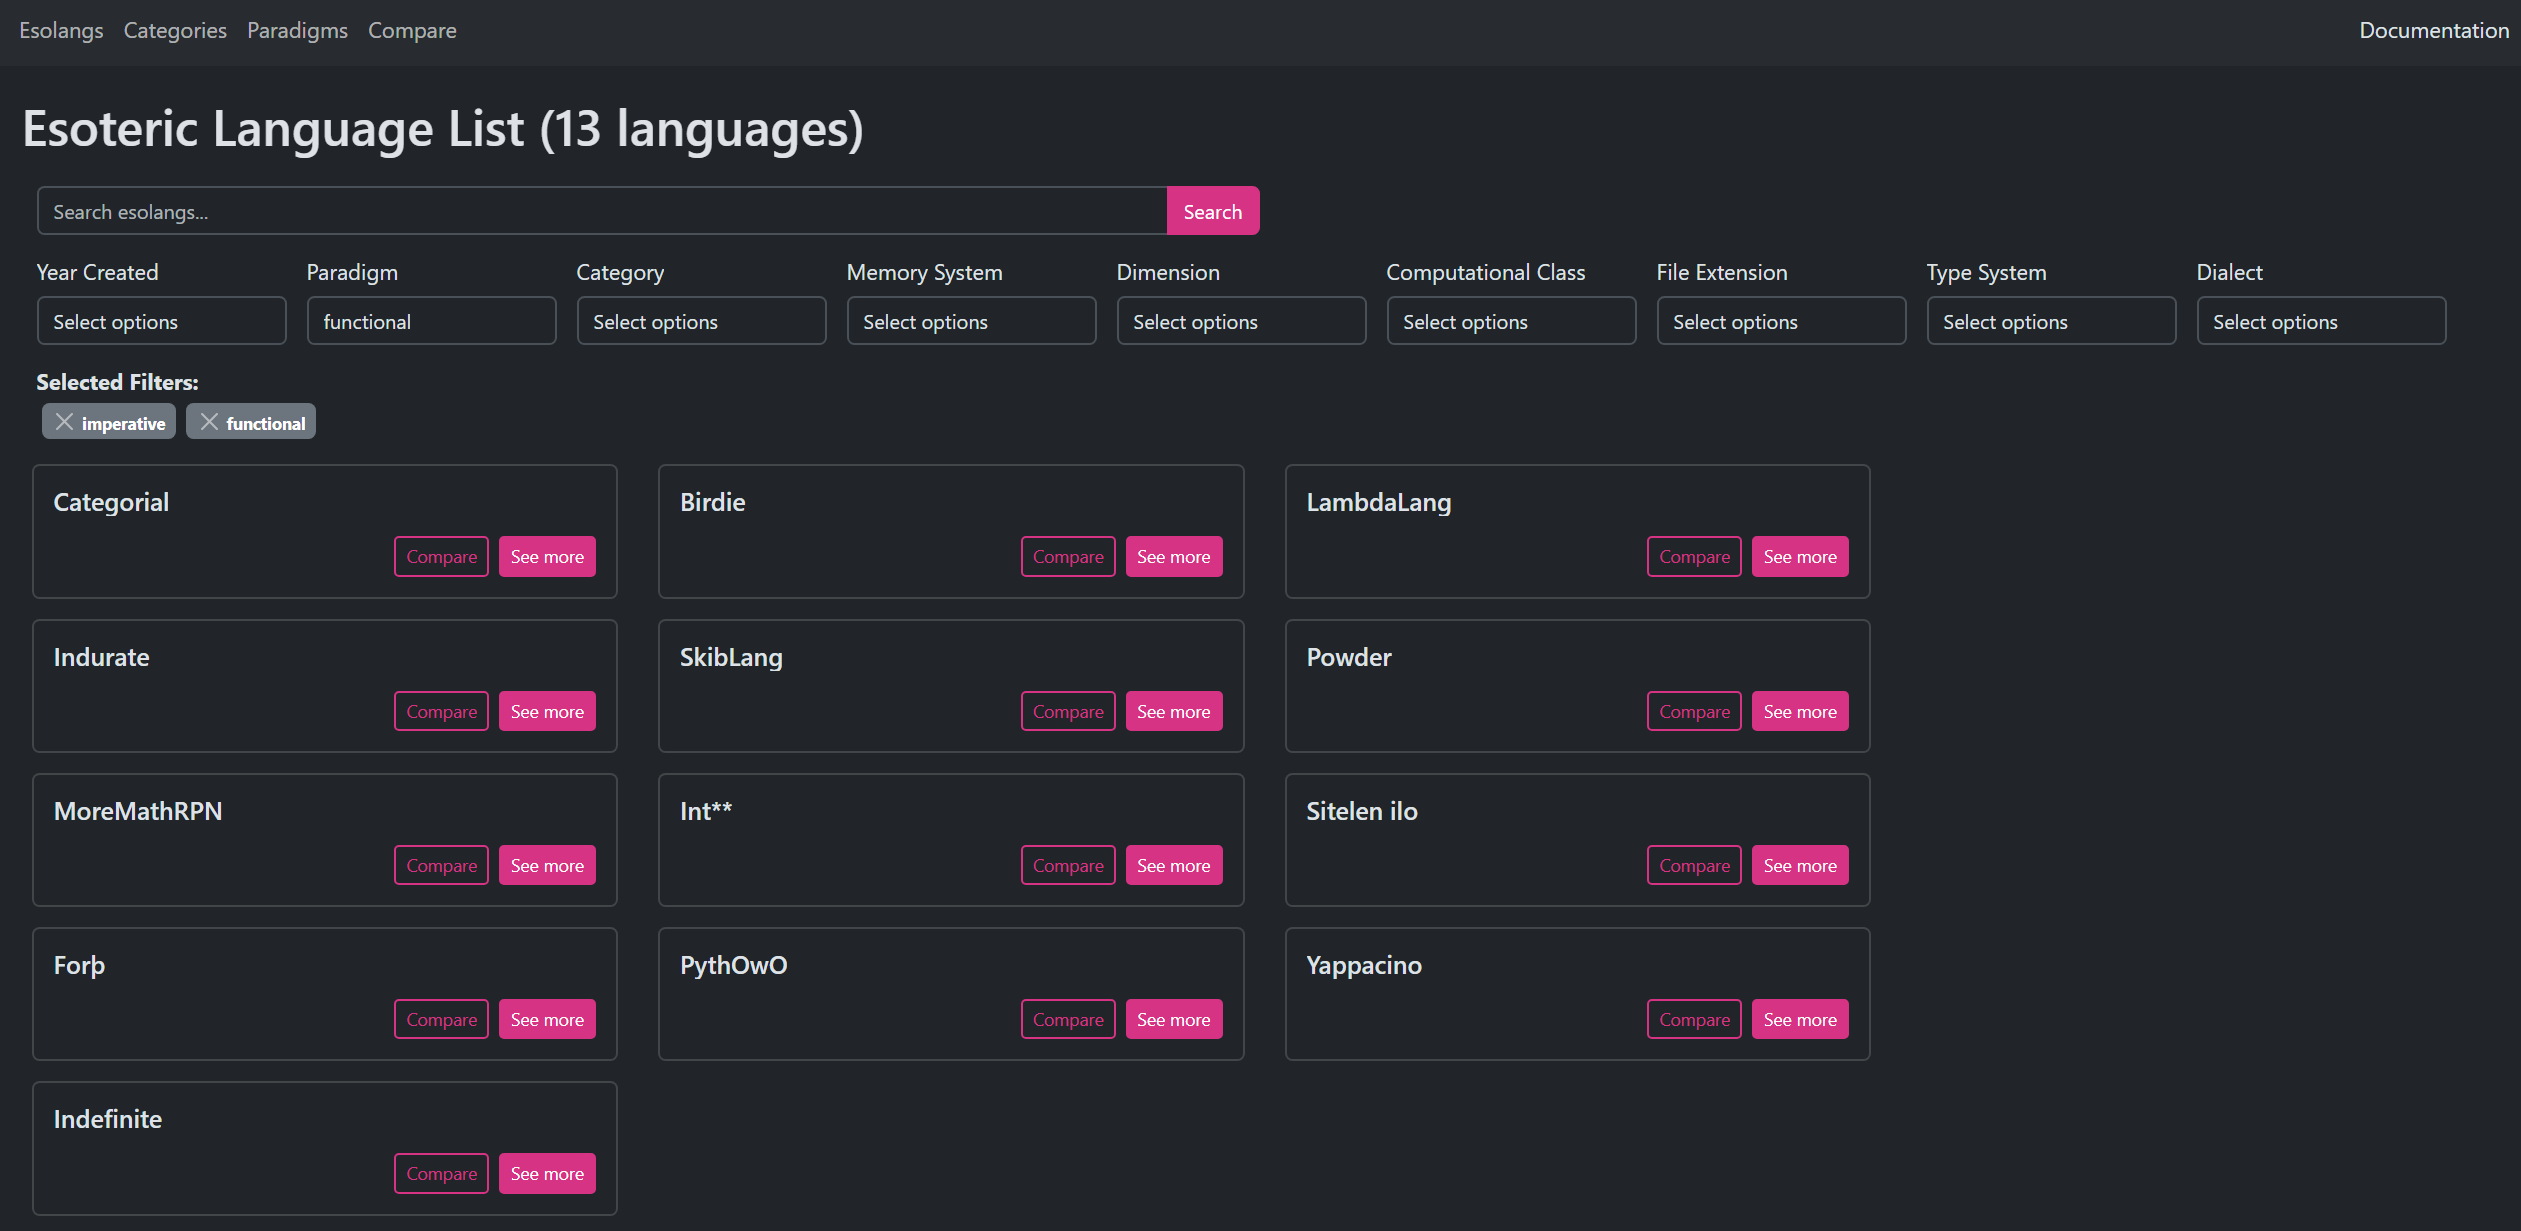 Esolangs Categories Paradigms Compare Documentation
Esoteric Language List (13 languages)
Search esolangs... Search
Year Created Paradigm Category Memory System Dimension Computational Class File Extension Type System Dialect
Select options functional Select options Select options Select options Select options Select options Select options Select options
Selected Filters:
imperative functional
Categorial Birdie LambdaLang
Compare See more Compare See more Compare See more
Indurate SkibLang Powder
Compare See more Compare See more Compare See more
MoreMathRPN Int** Sitelen ilo
Compare See more Compare See more Compare See more
Forþ PythOwO Yappacino
Compare See more Compare See more Compare See more
Indefinite
Compare See more